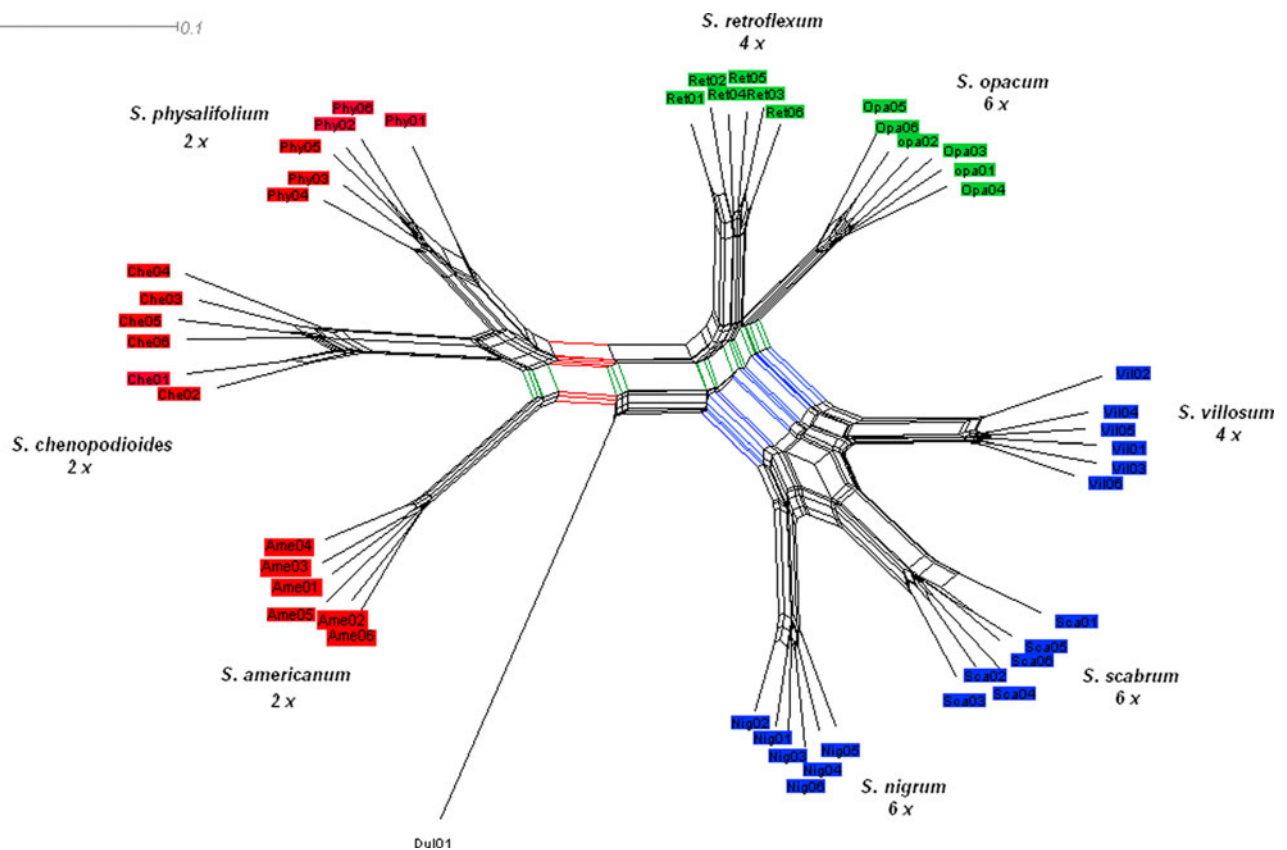 0.1
S. retroflexum
4 x
Ret02
Ret05
Ret01
Ret04
Ret03
Ret06
S. opacum
6 x
Opa05
Opa06
opa02
Opa03
opa01
Opa04
S. physalifolium
2 x
Phy06
Phy02
Phy01
Phy05
Phy03
Phy04
Che04
Che03
Che05
Che06
Che01
Che02
S. chenopodioides
2 x
Vil02
Vil04
Vil05
Vil01
Vil03
Vil06
S. villosum
4 x
Ame04
Ame03
Ame01
Ame05
Ame02
Ame06
S. americanum
2 x
Sca01
Sca05
Sca06
Sca02
Sca04
Sca03
S. scabrum
6 x
Nig02
Nig01
Nig05
Nig03
Nig04
Nig06
S. nigrum
6 x
Dul01